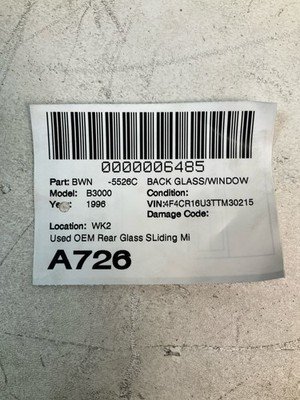 0000006485
Part: BWN -5526C BACK GLASS/WINDOW
Model: B3000 Condition:
Year: 1996 VIN:4F4CR16U3TTM30215
Damage Code:
Location: WK2
Used OEM Rear Glass SLiding Mi
A726